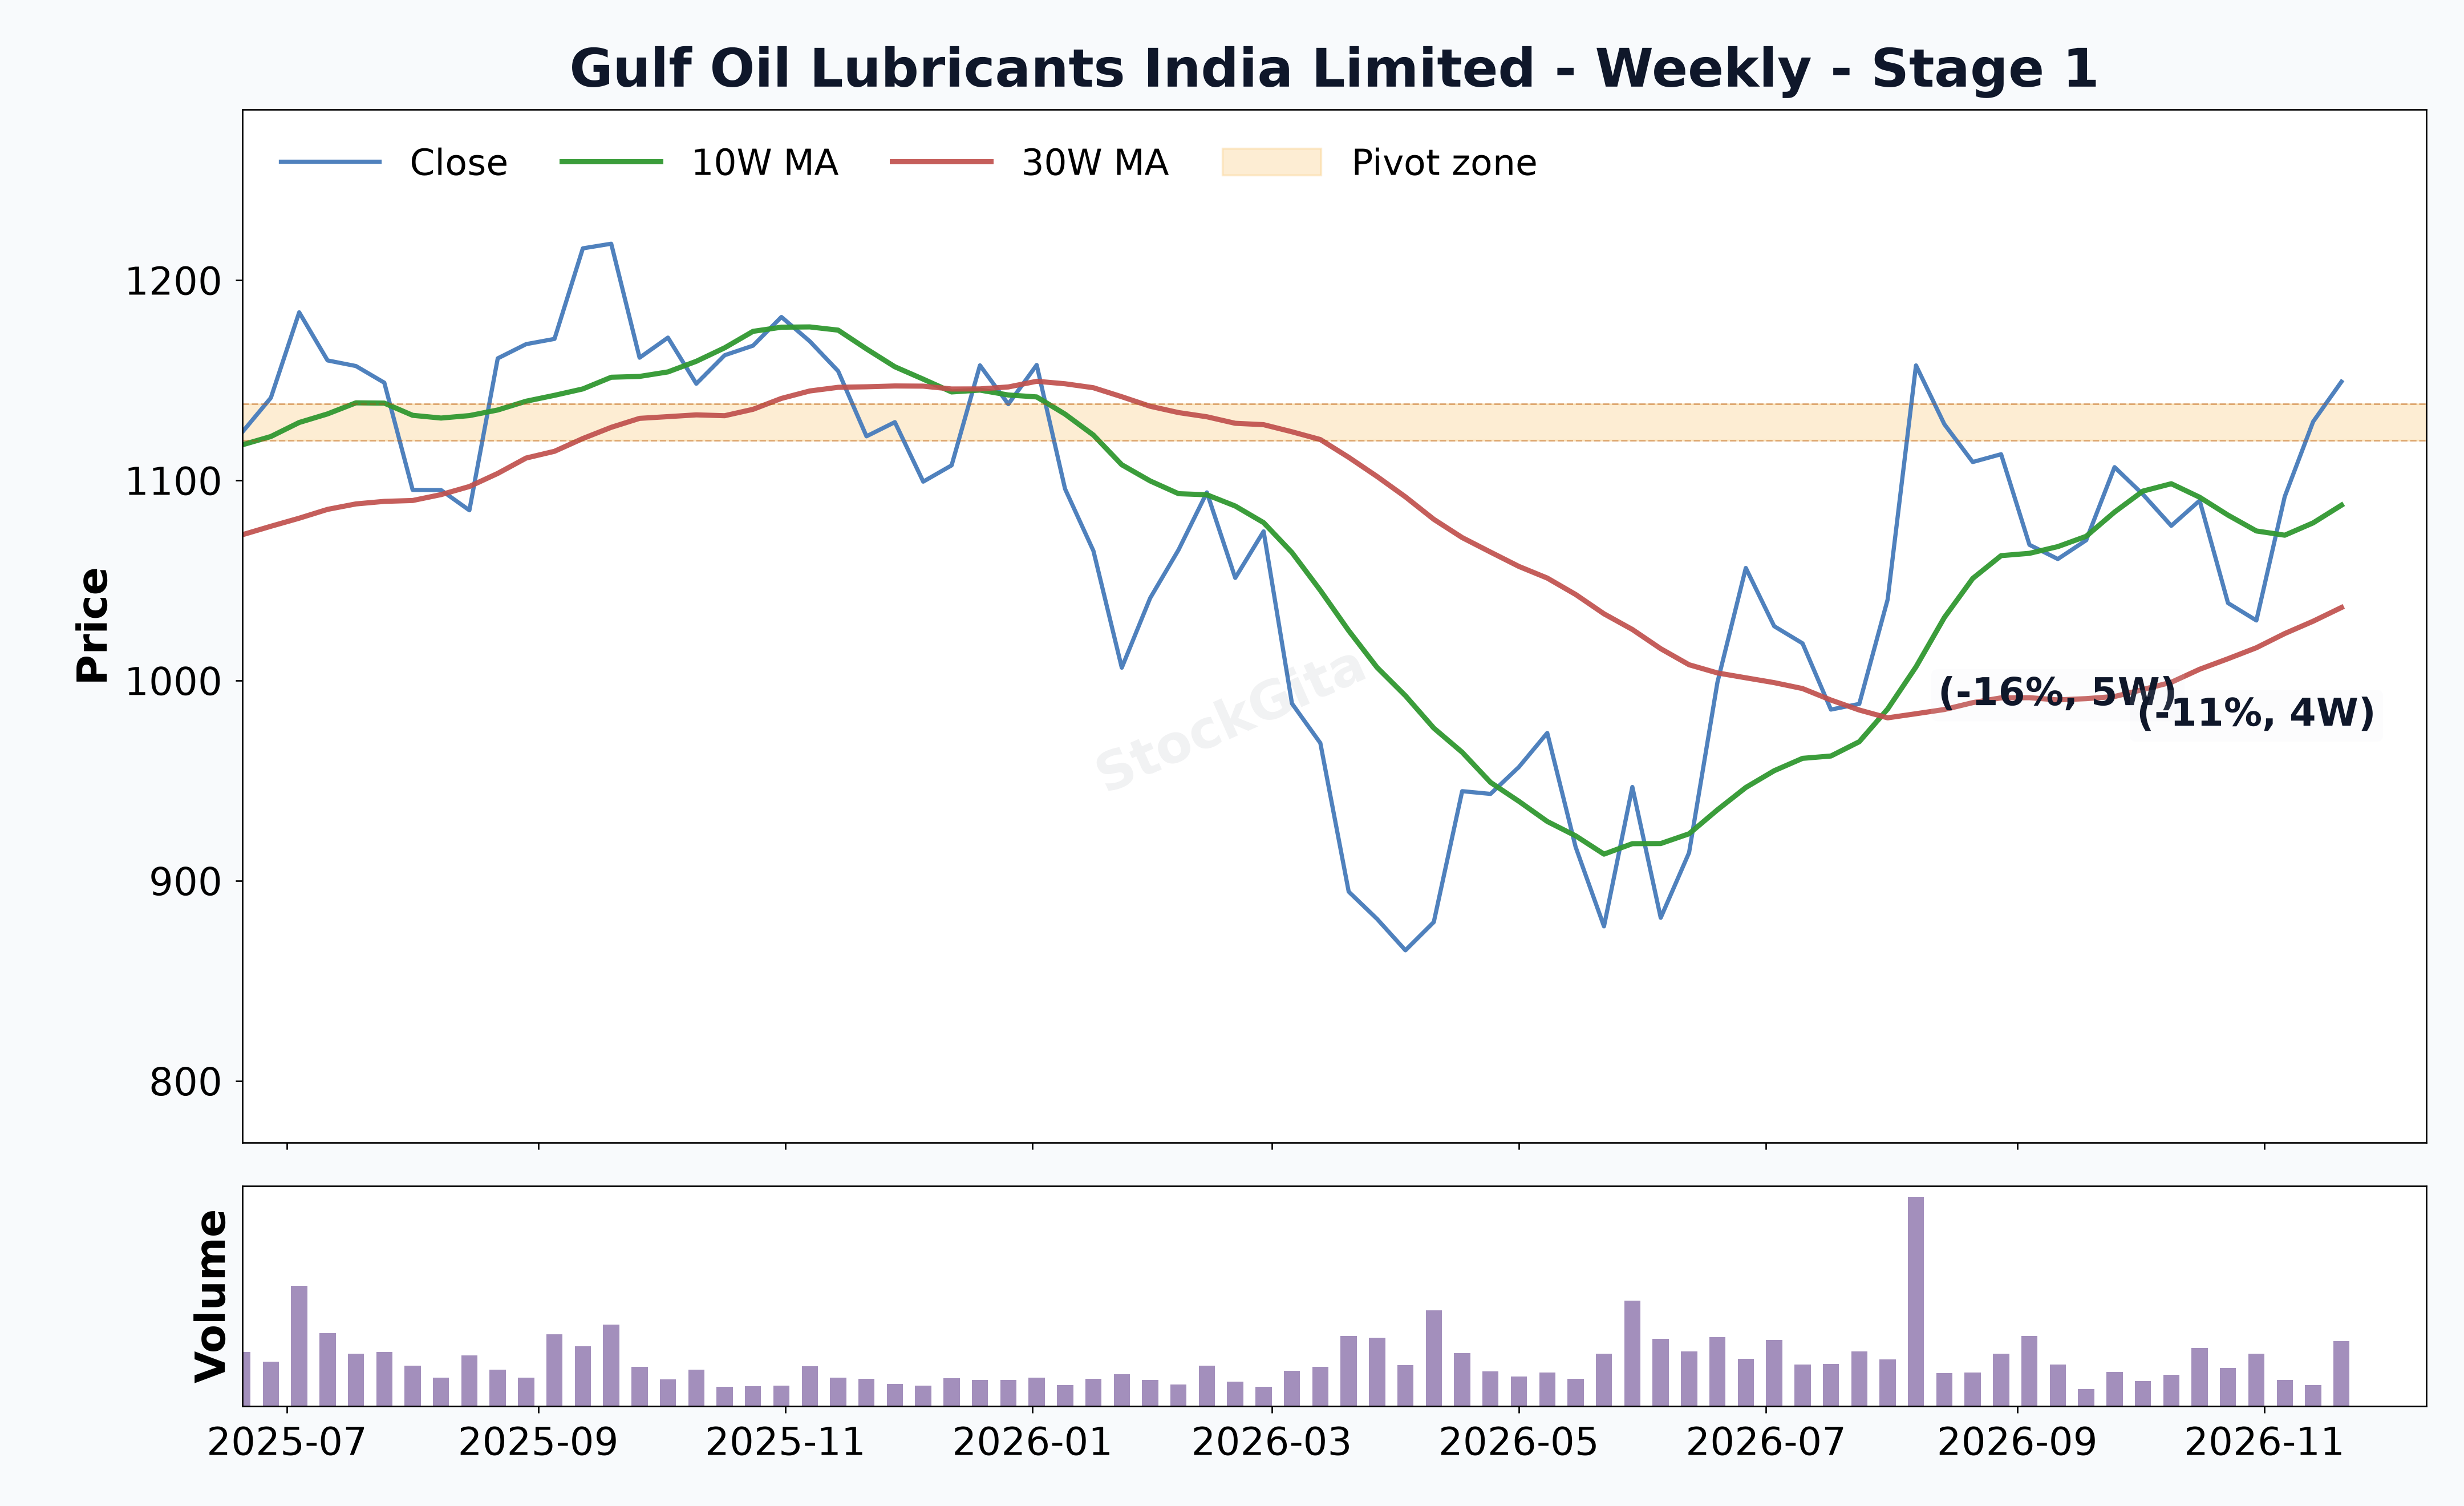 Gulf Oil Lubricants India Limited - Weekly - Stage 1
Close 10W MA 30W MA Pivot zone
Price
1200
1100
1000
900
800
(-16%, 5W)
(-11%, 4W)
StockGita
Volume
2025-07 2025-09 2025-11 2026-01 2026-03 2026-05 2026-07 2026-09 2026-11